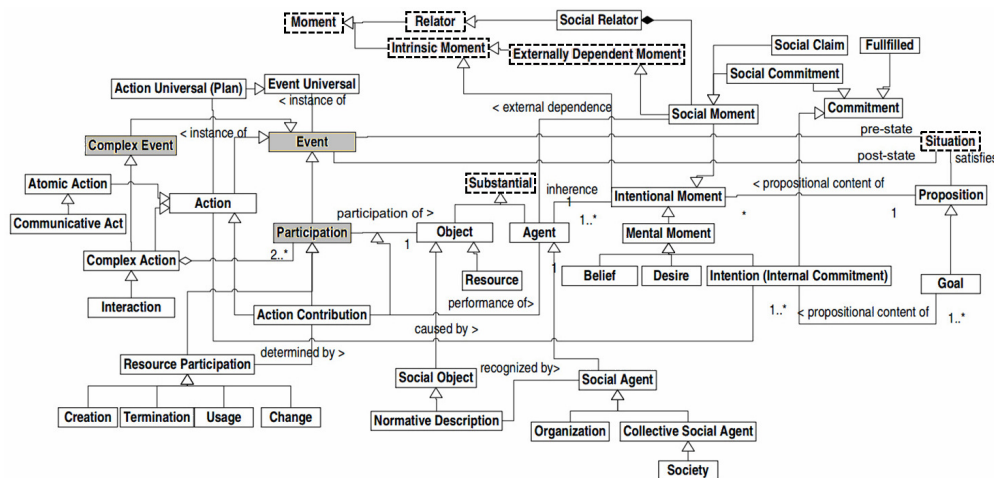 Moment
Relator
Social Relator
Intrinsic Moment
Externally Dependent Moment
Social Claim
Fullfilled
Social Commitment
Action Universal (Plan)
Event Universal
< instance of
< external dependence
Social Moment
Commitment
< instance of
Complex Event
Event
pre-state
Situation
post-state
satisfies
Atomic Action
Action
Substantial
inherence
1
Intentional Moment
< propositional content of
Proposition
Communicative Act
participation of >
1..*
*
1
Participation
1
Object
Agent
Mental Moment
Complex Action
2..*
1
Resource
Belief
Desire
Intention (Internal Commitment)
Goal
Interaction
Action Contribution
performance of>
1..*
< propositional content of
1..*
caused by >
Resource Participation
determined by >
Social Object
recognized by>
Social Agent
Creation
Termination
Usage
Change
Normative Description
Organization
Collective Social Agent
Society